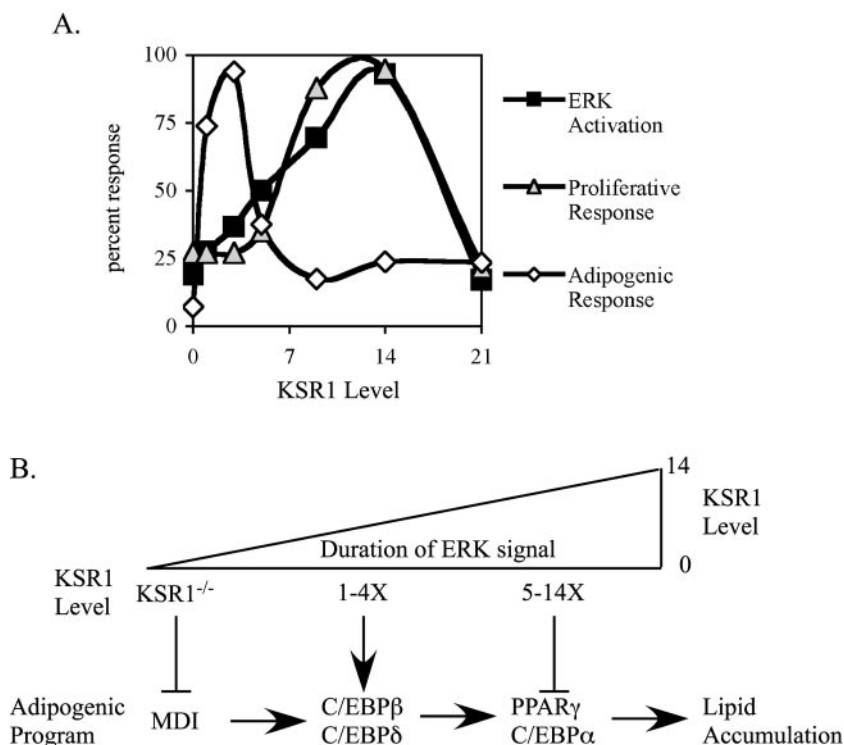 A.
100
75
50
25
0
percent response
0 7 14 21
KSR1 Level
ERK
Activation
Proliferative
Response
Adipogenic
Response
B.
14
KSR1
Level
0
Duration of ERK signal
KSR1
Level
KSR1-/-
1-4X
5-14X
Adipogenic
Program
MDI
C/EBPβ
C/EBPδ
PPARγ
C/EBPα
Lipid
Accumulation